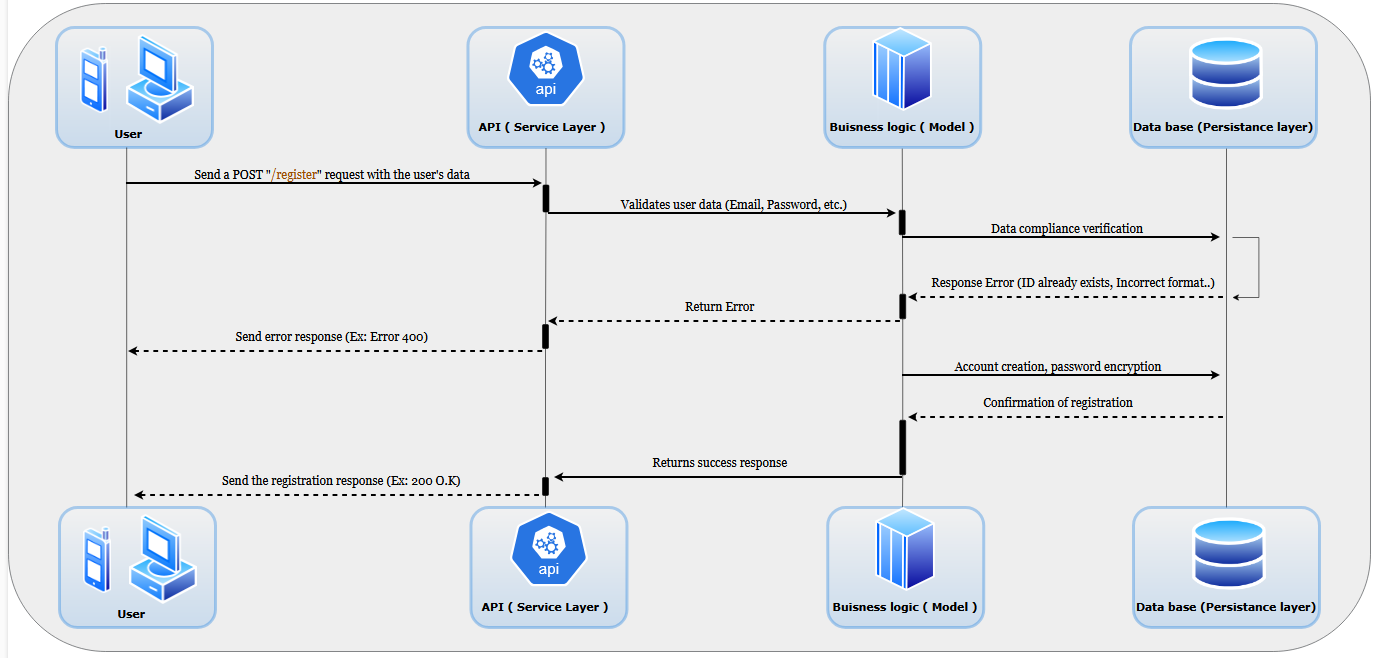 api
User
API ( Service Layer )
Buisness logic ( Model )
Data base (Persistance layer)
Send a POST "/register" request with the user's data
Validates user data (Email, Password, etc.)
Data compliance verification
Response Error (ID already exists, Incorrect format..)
Return Error
Send error response (Ex: Error 400)
Account creation, password encryption
Confirmation of registration
Returns success response
Send the registration response (Ex: 200 O.K)
api
User
API ( Service Layer )
Buisness logic ( Model )
Data base (Persistance layer)